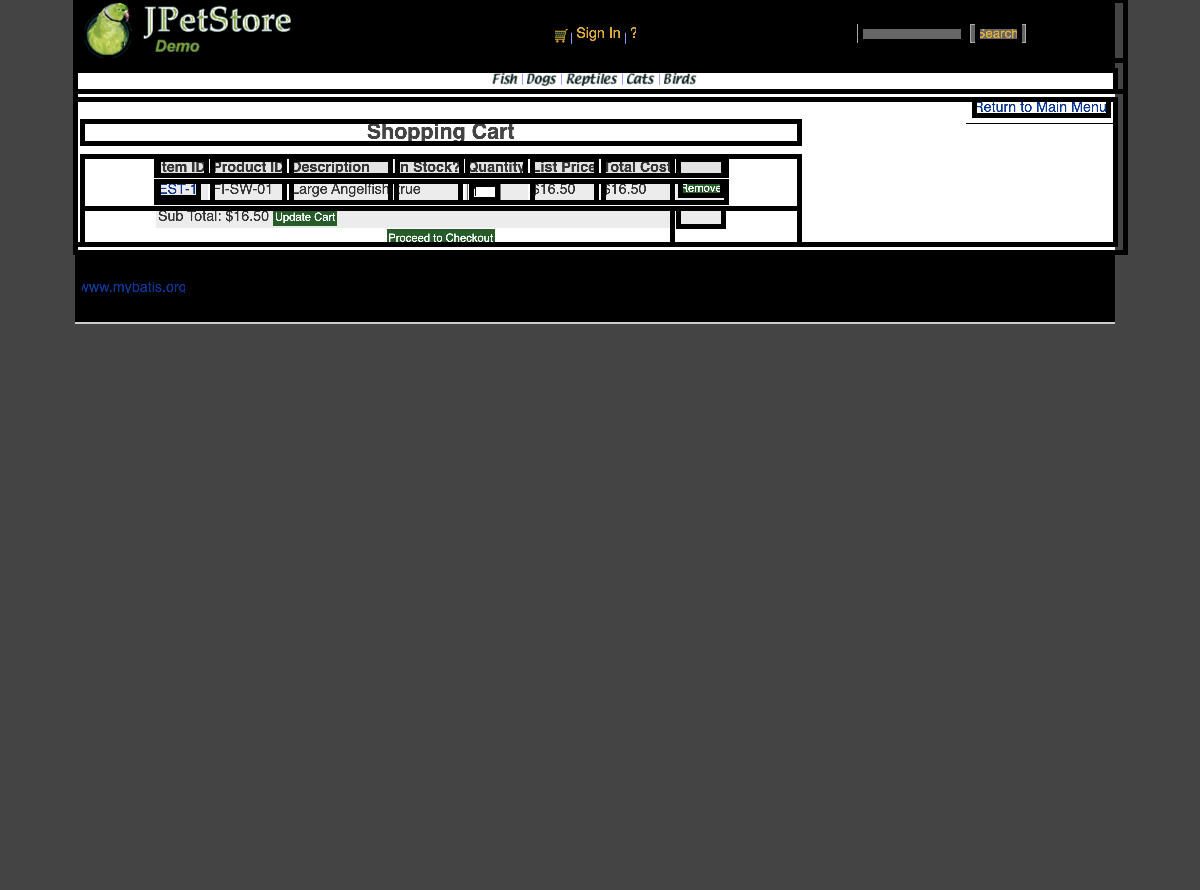 JPetStore
Demo
Sign In ?
Search
Fish Dogs Reptiles Cats Birds
Return to Main Menu
Shopping Cart
Item ID Product ID Description In Stock? Quantity List Price Total Cost
EST-1 FI-SW-01 Large Angelfish true $16.50 $16.50 Remove
Sub Total: $16.50 Update Cart
Proceed to Checkout
www.mybatis.org